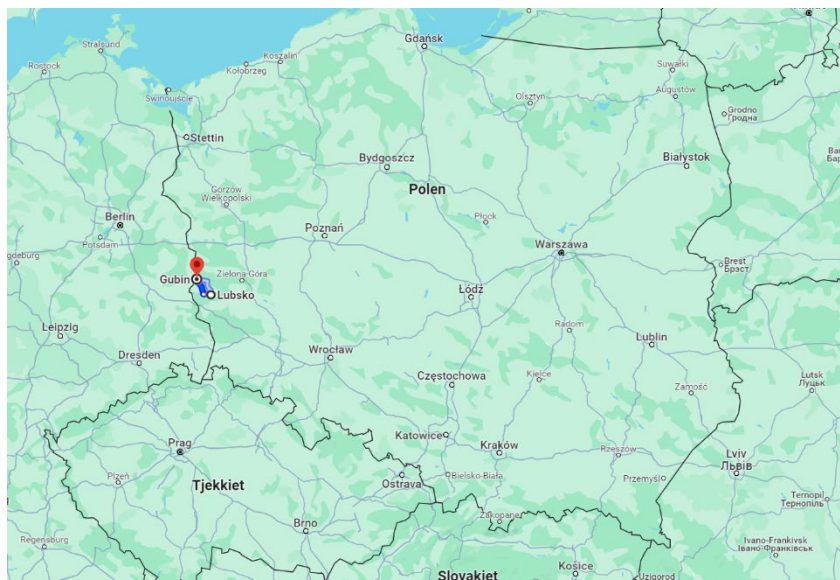 Gdańsk
Stralsund
Rostock
Koszalin
Kołobrzeg
Suwałki
Augustów
Świnoujście
Olsztyn
Grodno
Гродна
Stettin
Bydgoszcz
Białystok
Polen
Gorzów
Wielkopolski
Berlin
Potsdam
Poznań
Płock
Warszawa
Brest
Брэст
gdeburg
Gubin
Zielona Góra
Lubsko
Łódź
Leipzig
Radom
Lublin
Dresden
Wrocław
Częstochowa
Kielce
Zamość
Lutsk
Луцьк
Katowice
Kraków
Rzeszów
Lviv
Львів
Prag
Plzeň
Tjekkiet
Ostrava
Bielsko-Biała
Przemyśl
Ternopil
Тернопіль
Zakopane
Brno
Regensburg
Ivano-Frankivsk
Івано-Франківськ
Slovakiet
Košice
Uzigorod